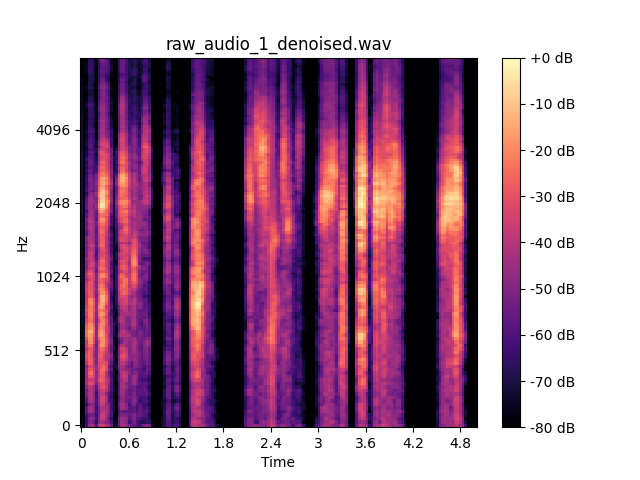 raw_audio_1_denoised.wav
Hz
4096
2048
1024
512
0
0 0.6 1.2 1.8 2.4 3 3.6 4.2 4.8
Time
+0 dB
-10 dB
-20 dB
-30 dB
-40 dB
-50 dB
-60 dB
-70 dB
-80 dB